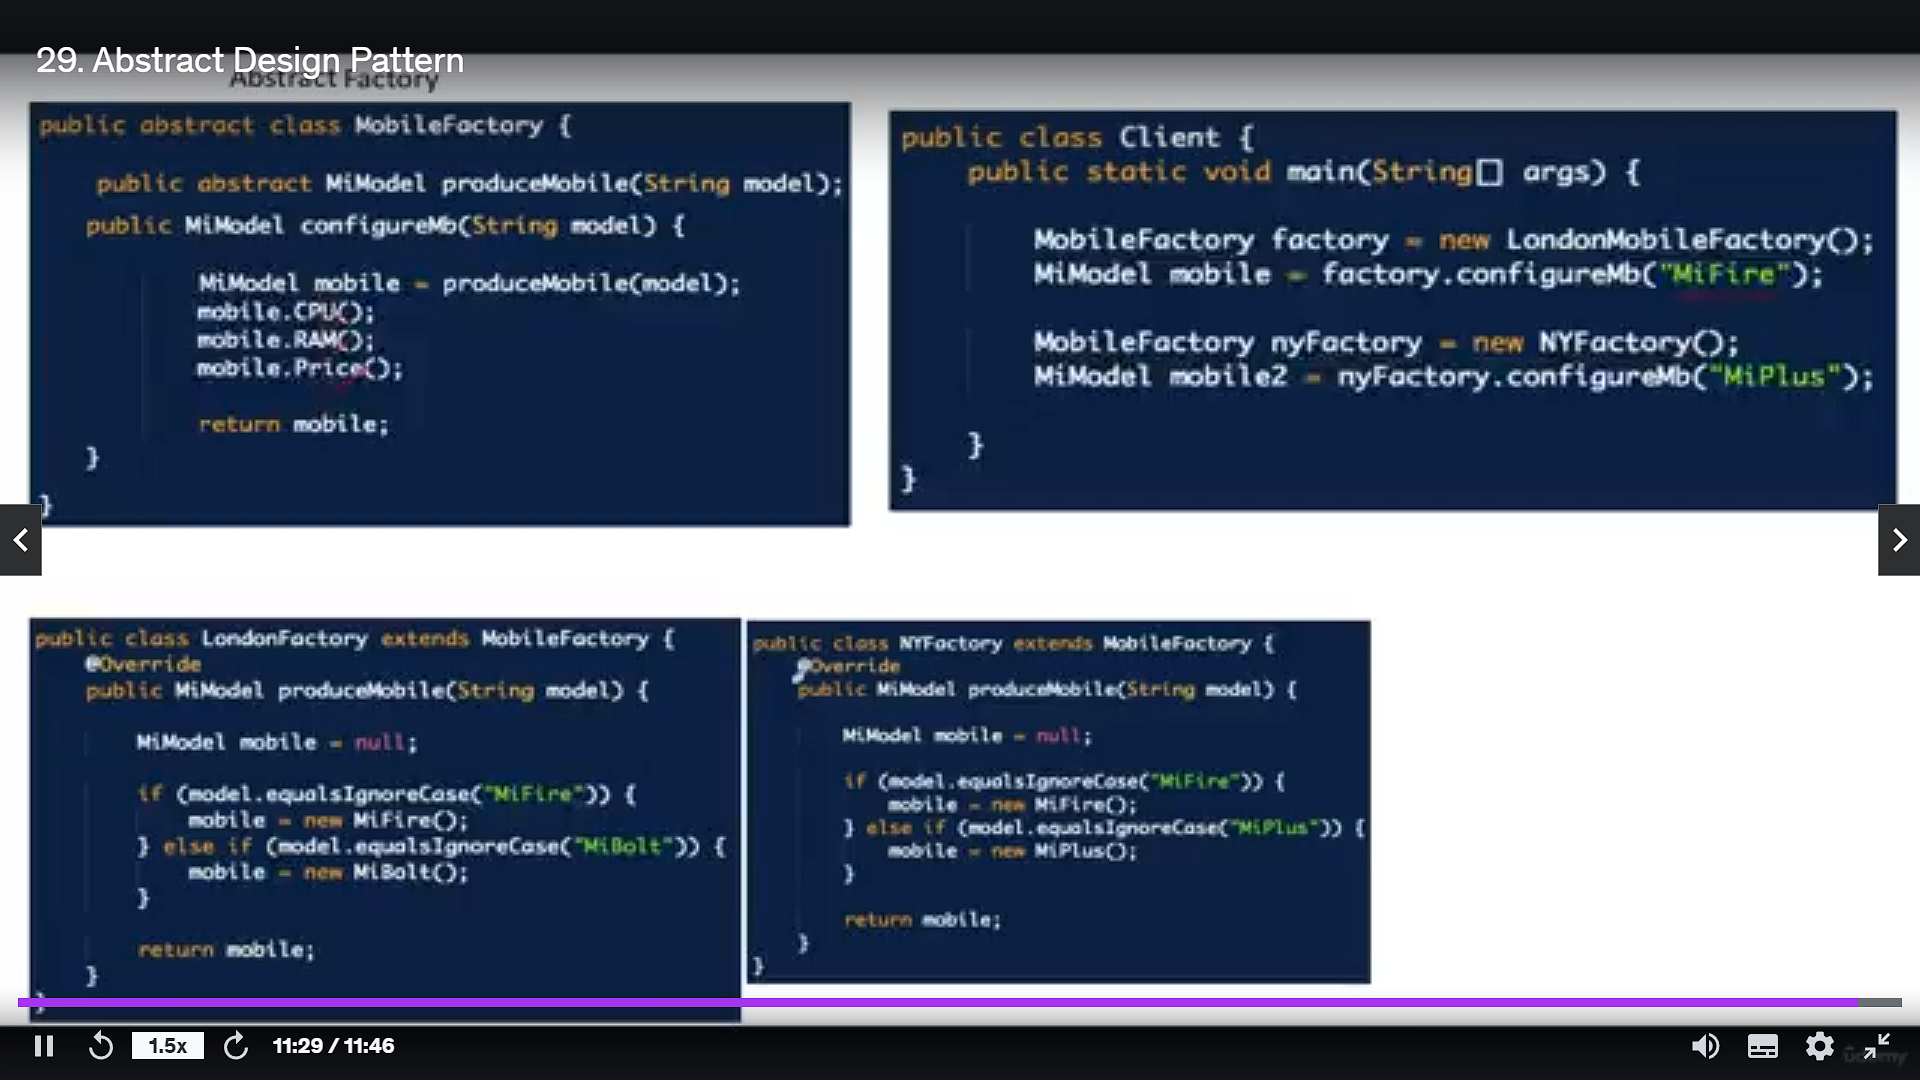 29. Abstract Design Pattern
Abstract Factory
public abstract class MobileFactory {
public abstract MiModel produceMobile(String model);
public MiModel configureMb(String model) {
MiModel mobile = produceMobile(model);
mobile.CPU();
mobile.RAM();
mobile.Price();
return mobile;
}
}
public class Client {
public static void main(String[] args) {
MobileFactory factory = new LondonMobileFactory();
MiModel mobile = factory.configureMb("MiFire");
MobileFactory nyFactory = new NYFactory();
MiModel mobile2 = nyFactory.configureMb("MiPlus");
}
}
public class LondonFactory extends MobileFactory {
@Override
public MiModel produceMobile(String model) {
MiModel mobile = null;
if (model.equalsIgnoreCase("MiFire")) {
mobile = new MiFire();
} else if (model.equalsIgnoreCase("MiBolt")) {
mobile = new MiBolt();
}
return mobile;
}
}
public class NYFactory extends MobileFactory {
@Override
public MiModel produceMobile(String model) {
MiModel mobile = null;
if (model.equalsIgnoreCase("MiFire")) {
mobile = new MiFire();
} else if (model.equalsIgnoreCase("MiPlus")) {
mobile = new MiPlus();
}
return mobile;
}
}
1.5x
11:29 / 11:46
ûdemy